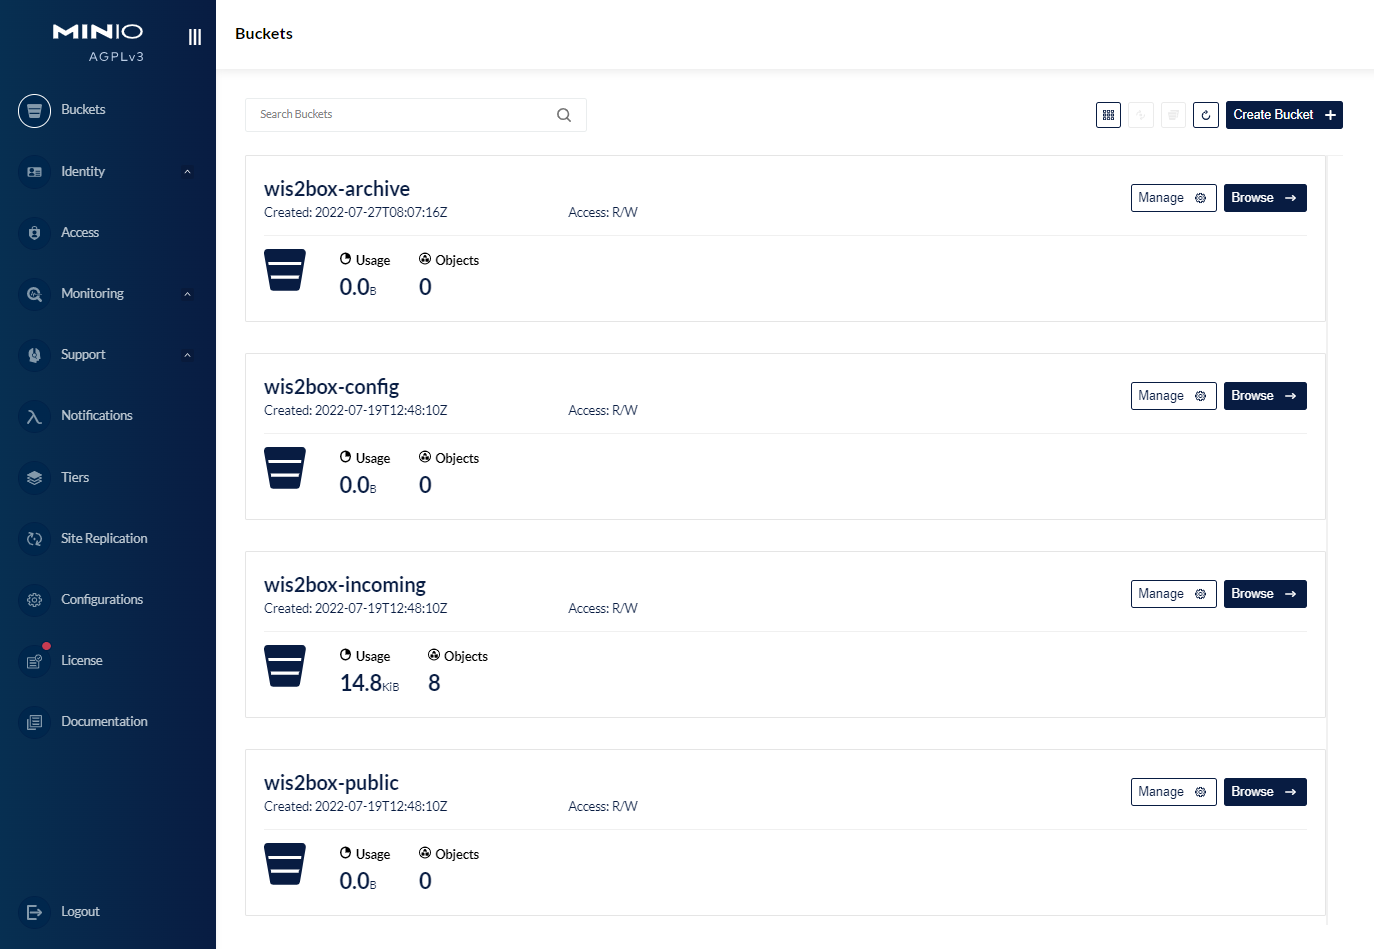 MINIO
AGPLv3
Buckets
Identity
Access
Monitoring
Support
Notifications
Tiers
Site Replication
Configurations
License
Documentation
Logout
Buckets
Search Buckets
Create Bucket +
wis2box-archive
Created: 2022-07-27T08:07:16Z Access: R/W
Manage Browse
Usage Objects
0.0B 0
wis2box-config
Created: 2022-07-19T12:48:10Z Access: R/W
Manage Browse
Usage Objects
0.0B 0
wis2box-incoming
Created: 2022-07-19T12:48:10Z Access: R/W
Manage Browse
Usage Objects
14.8KiB 8
wis2box-public
Created: 2022-07-19T12:48:10Z Access: R/W
Manage Browse
Usage Objects
0.0B 0